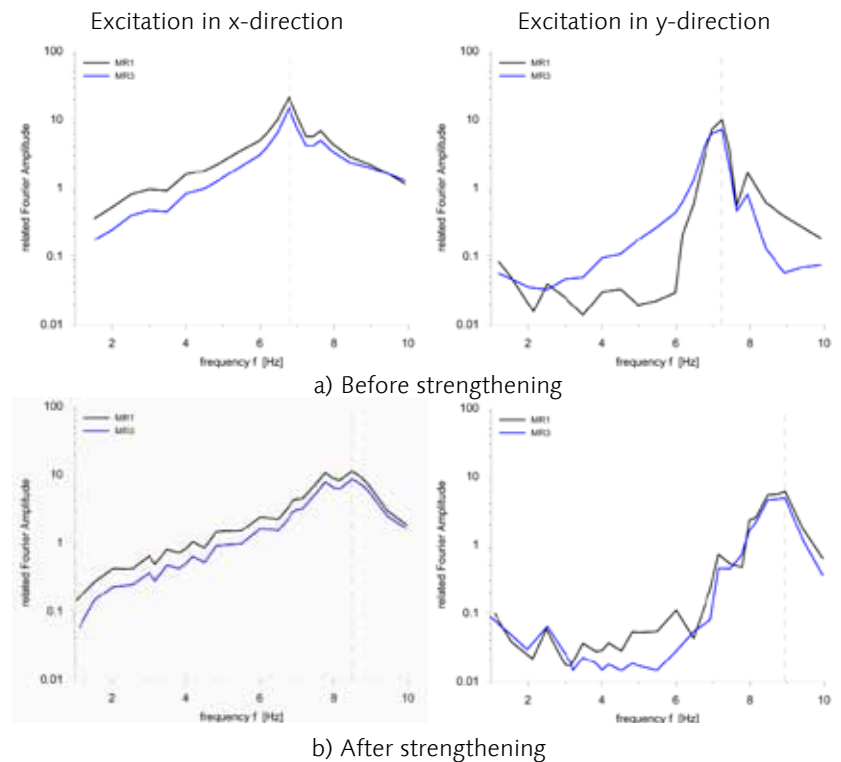 Excitation in x-direction
Excitation in y-direction
100
10
1
0.1
0.01
related Fourier Amplitude
MR1
MR3
2 4 6 8 10
frequency f [Hz]
100
10
1
0.1
0.01
related Fourier Amplitude
MR1
MR3
2 4 6 8 10
frequency f [Hz]
a) Before strengthening
100
10
1
0.1
0.01
related Fourier Amplitude
MR1
MR3
2 4 6 8 10
frequency f [Hz]
100
10
1
0.1
0.01
related Fourier Amplitude
MR1
MR3
2 4 6 8 10
frequency f [Hz]
b) After strengthening